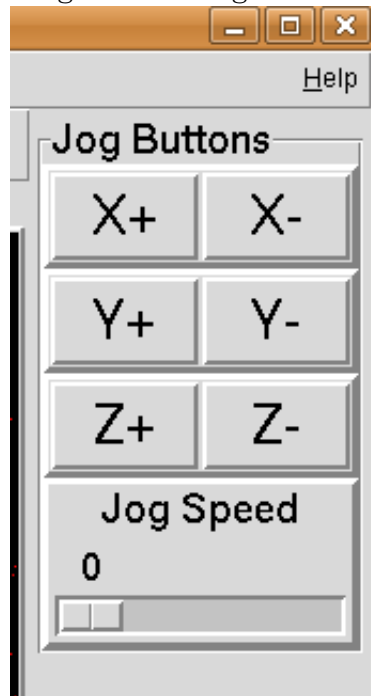 Help
Jog Buttons
X+ X-
Y+ Y-
Z+ Z-
Jog Speed
0